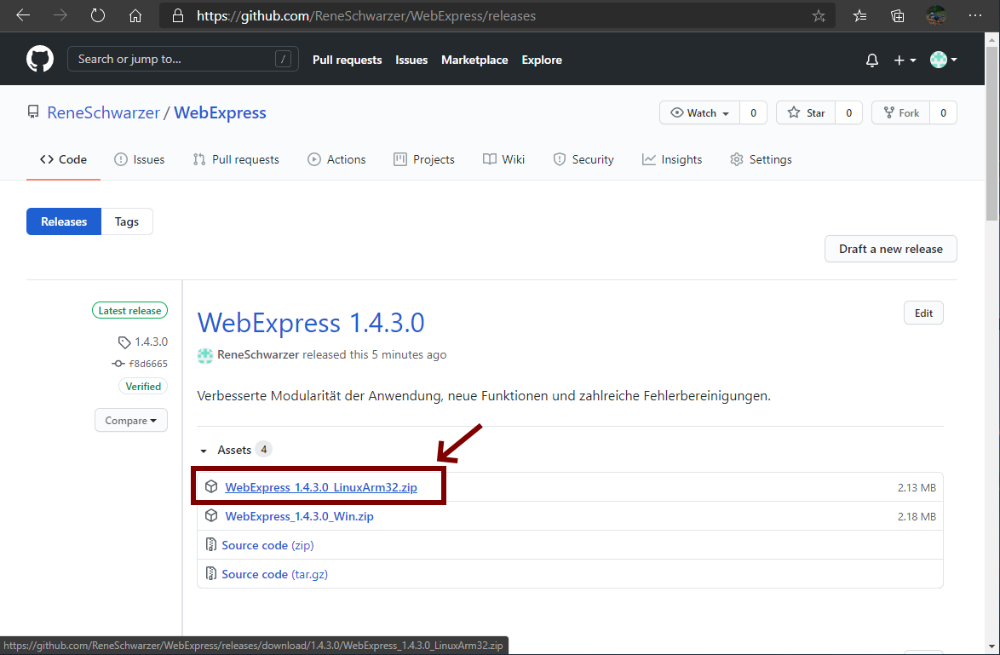 https://github.com/ReneSchwarzer/WebExpress/releases
Search or jump to... /
Pull requests Issues Marketplace Explore
ReneSchwarzer / WebExpress
Watch 0 Star 0 Fork 0
Code Issues Pull requests Actions Projects Wiki Security Insights Settings
Releases Tags
Draft a new release
Latest release
1.4.3.0
f8d6665
Verified
Compare
WebExpress 1.4.3.0
Edit
ReneSchwarzer released this 5 minutes ago
Verbesserte Modularität der Anwendung, neue Funktionen und zahlreiche Fehlerbereinigungen.
Assets 4
WebExpress_1.4.3.0_LinuxArm32.zip 2.13 MB
WebExpress_1.4.3.0_Win.zip 2.18 MB
Source code (zip)
Source code (tar.gz)
https://github.com/ReneSchwarzer/WebExpress/releases/download/1.4.3.0/WebExpress_1.4.3.0_LinuxArm32.zip